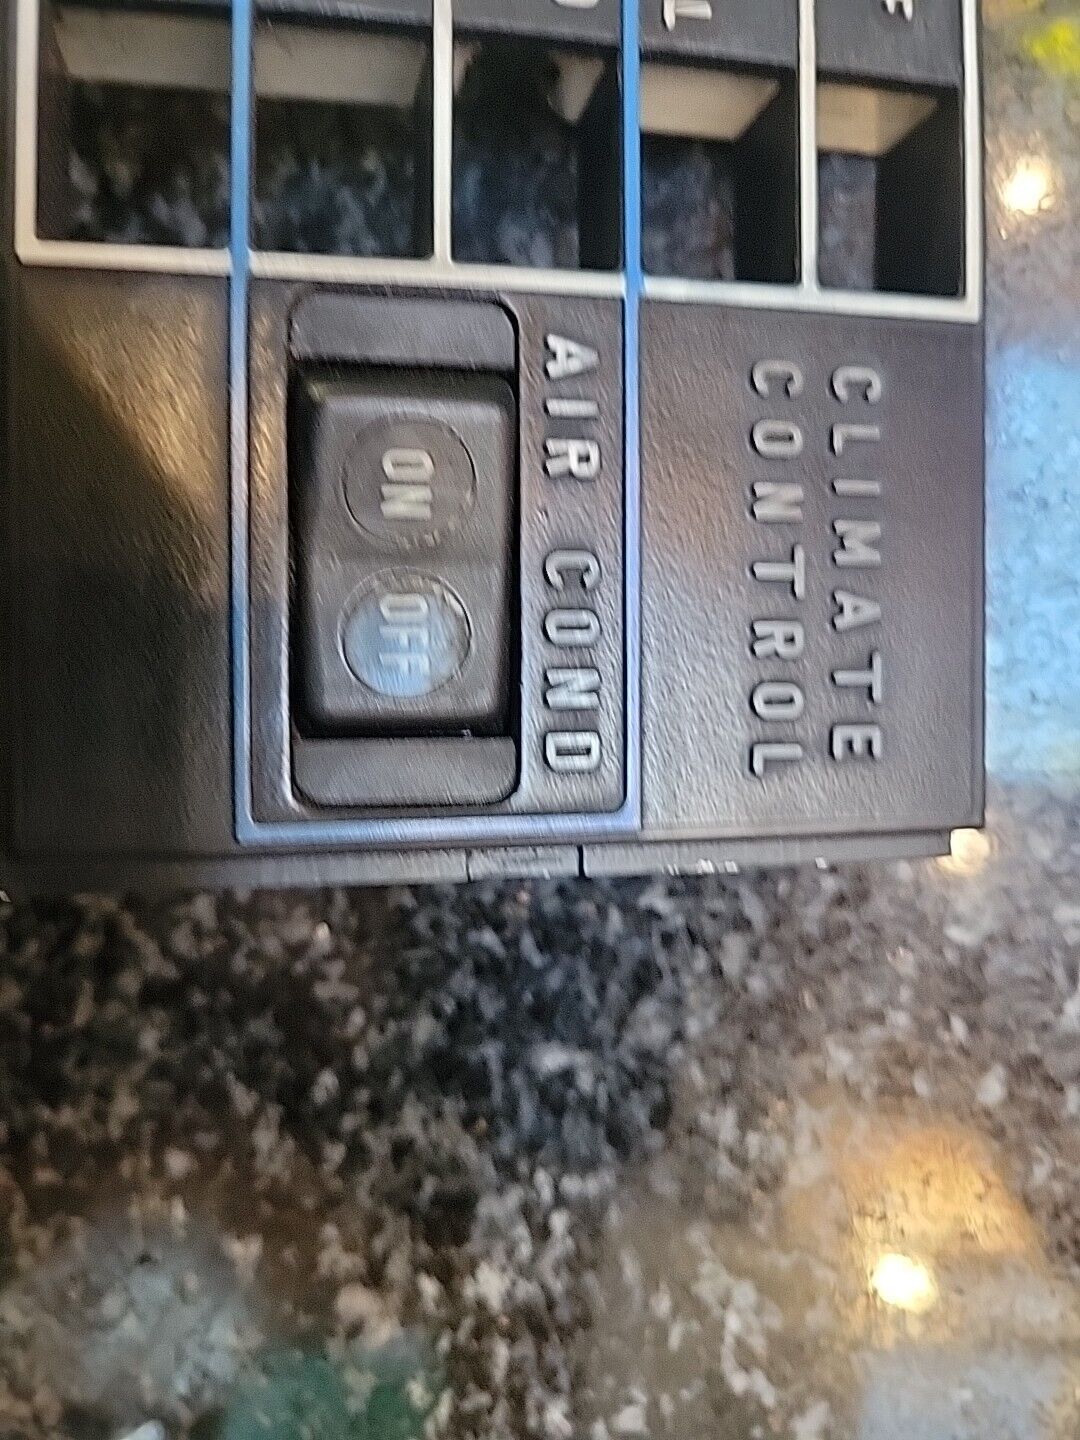 CLIMATE
CONTROL
AIR COND
ON
OFF